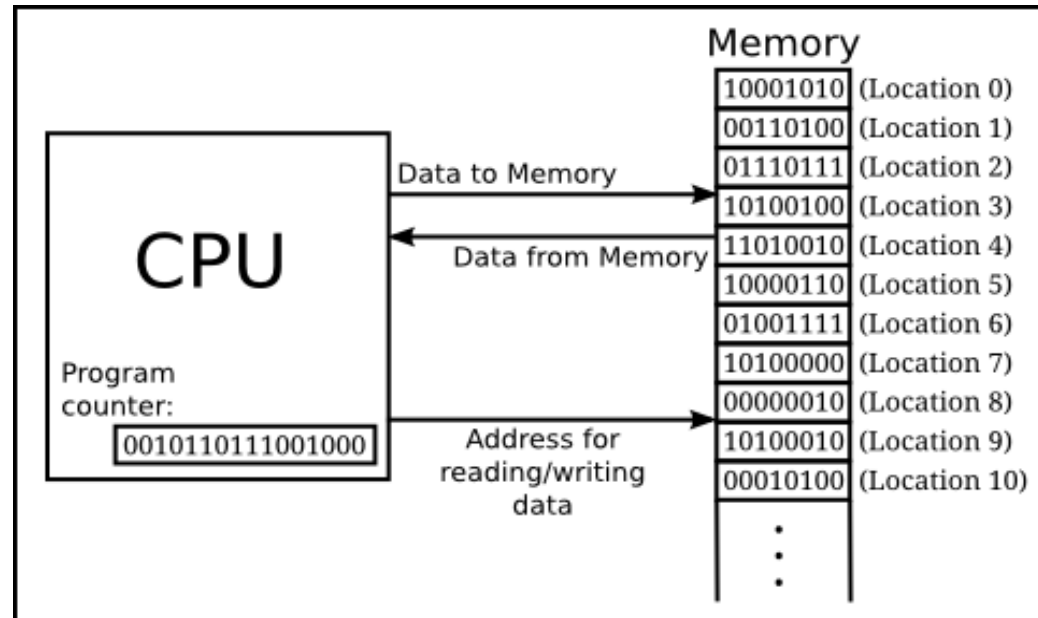 Memory
10001010 (Location 0)
00110100 (Location 1)
01110111 (Location 2)
10100100 (Location 3)
11010010 (Location 4)
10000110 (Location 5)
01001111 (Location 6)
10100000 (Location 7)
00000010 (Location 8)
10100010 (Location 9)
00010100 (Location 10)
Data to Memory
Data from Memory
CPU
Program
counter:
0010110111001000
Address for
reading/writing
data